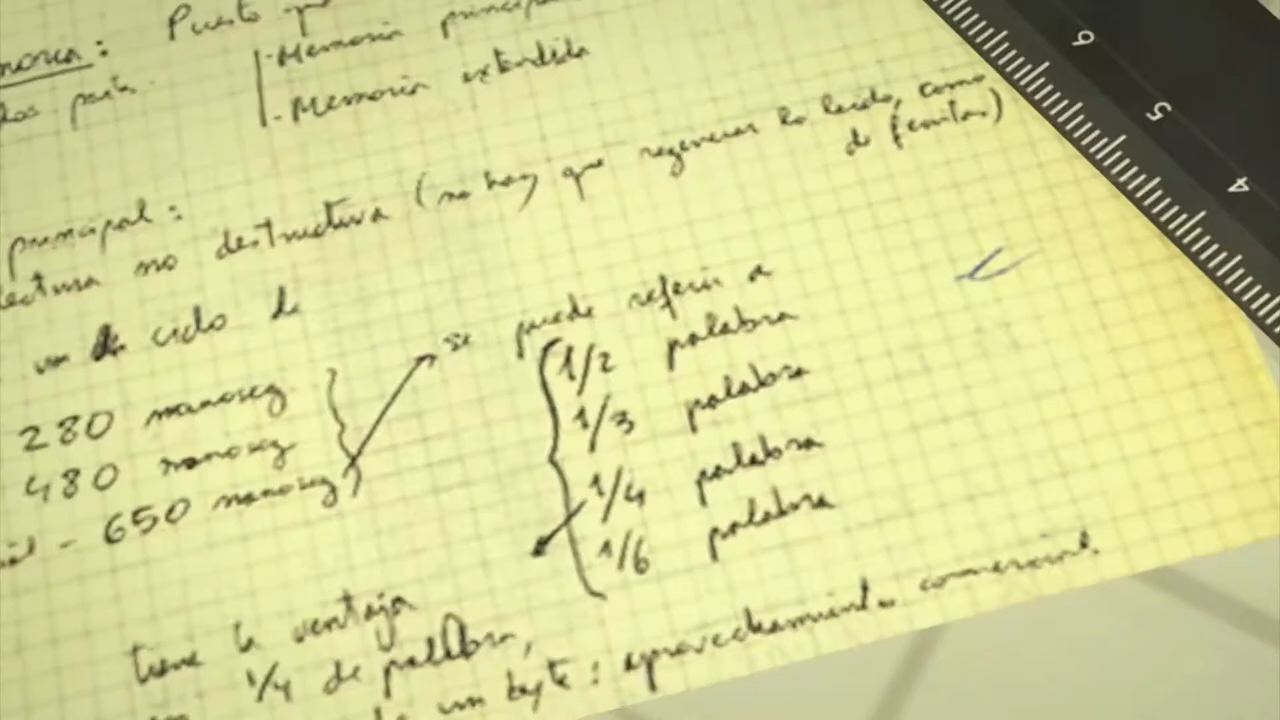 Puesto que
- Memoria principal
- Memoria extendida
principal:
lectura no destructiva (no hay que regenerar lo leído, como
de ferritas)
un ciclo de
280 nanoseg
480 nanoseg
- 650 nanoseg
se puede referir a
1/2 palabra
1/3 palabra
1/4 palabra
1/6 palabra
tiene la ventaja
1/4 de palabra,
un byte: aprovechamiento comercial.
6
5
4